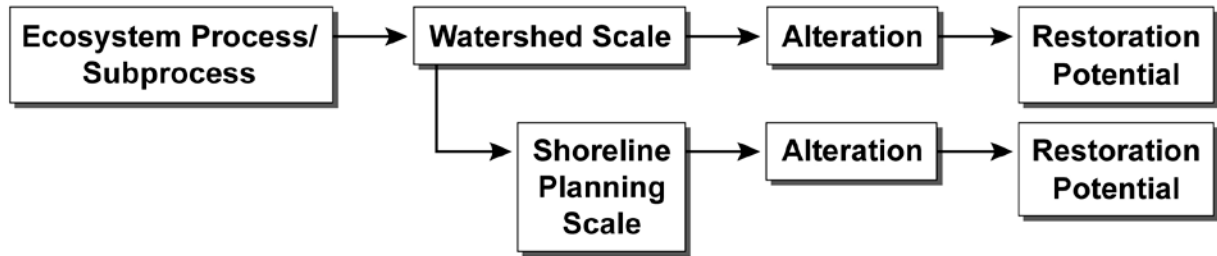 Ecosystem Process/
Subprocess
Watershed Scale
Alteration
Restoration
Potential
Shoreline
Planning
Scale
Alteration
Restoration
Potential